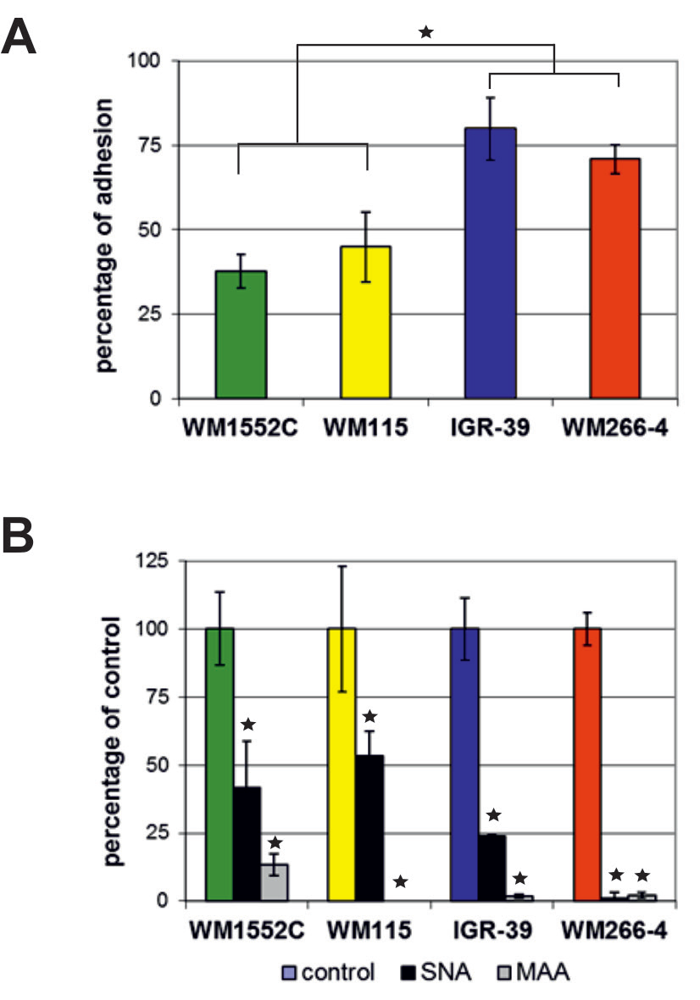 A
★
100
75
50
25
0
percentage of adhesion
WM1552C WM115 IGR-39 WM266-4
B
125
100
75
50
25
0
percentage of control
★ ★ ★ ★ ★ ★ ★ ★
WM1552C WM115 IGR-39 WM266-4
control SNA MAA